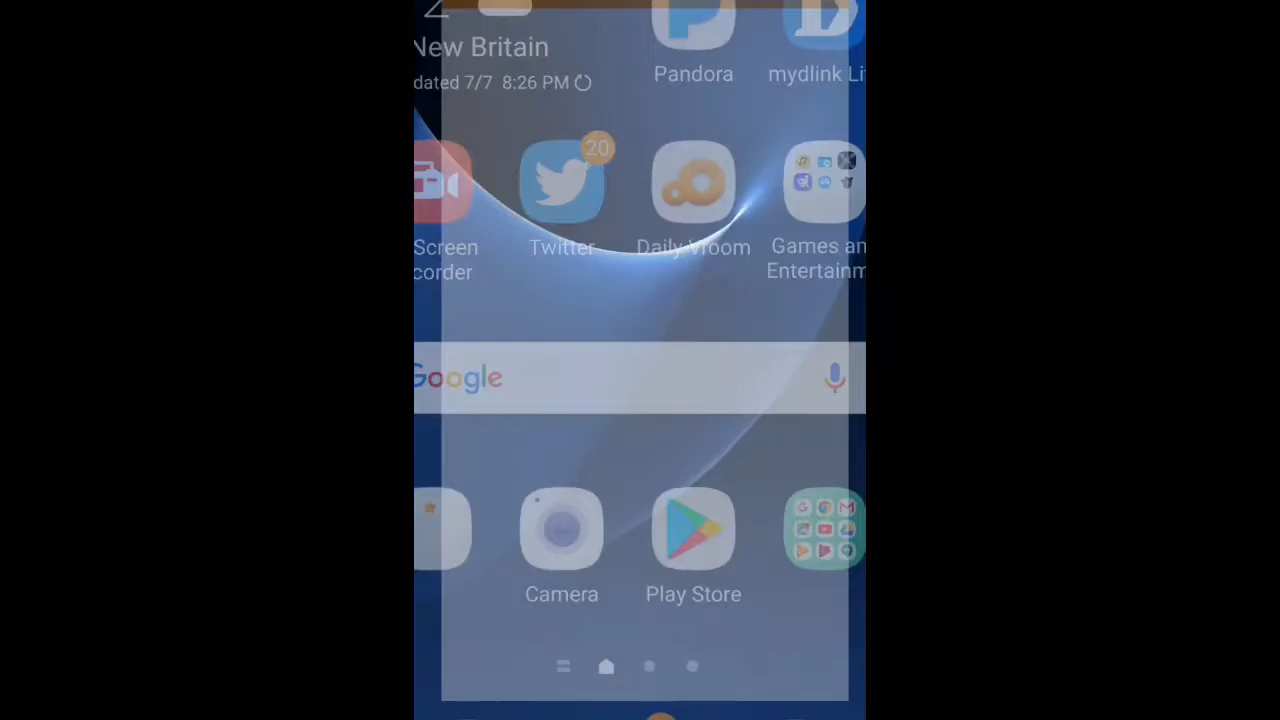 New Britain
dated 7/7 8:26 PM
Pandora
mydlink Li
20
Screen
corder
Twitter
Daily Vroom
Games an
Entertainm
Google
Camera
Play Store